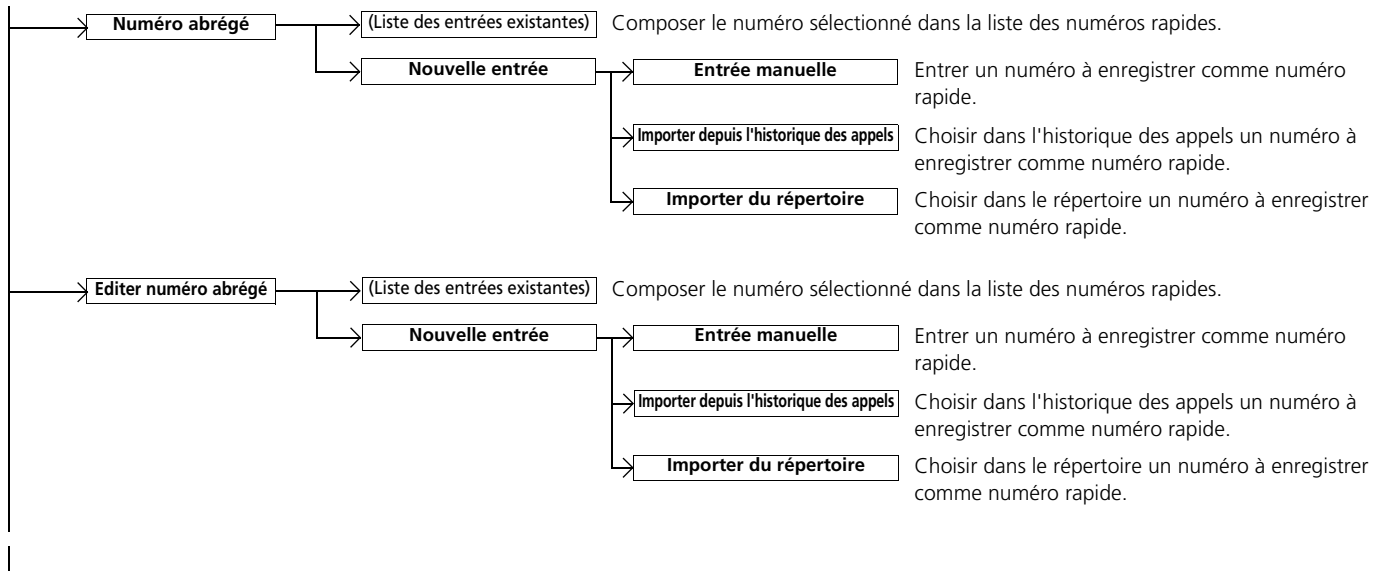 Numéro abrégé
(Liste des entrées existantes)
Composer le numéro sélectionné dans la liste des numéros rapides.
Nouvelle entrée
Entrée manuelle
Entrer un numéro à enregistrer comme numéro
rapide.
Importer depuis l'historique des appels
Choisir dans l'historique des appels un numéro à
enregistrer comme numéro rapide.
Importer du répertoire
Choisir dans le répertoire un numéro à enregistrer
comme numéro rapide.
Editer numéro abrégé
(Liste des entrées existantes)
Composer le numéro sélectionné dans la liste des numéros rapides.
Nouvelle entrée
Entrée manuelle
Entrer un numéro à enregistrer comme numéro
rapide.
Importer depuis l'historique des appels
Choisir dans l'historique des appels un numéro à
enregistrer comme numéro rapide.
Importer du répertoire
Choisir dans le répertoire un numéro à enregistrer
comme numéro rapide.